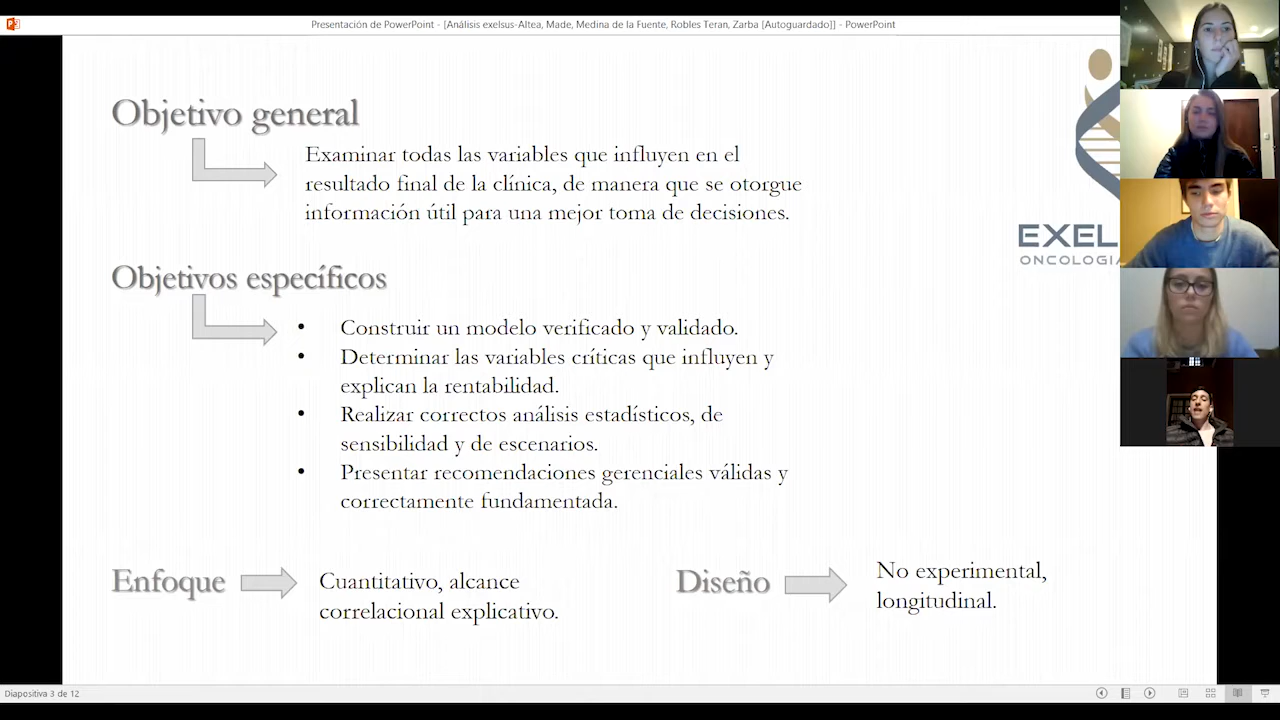 Presentación de PowerPoint - [Análisis exelsus-Altea, Made, Medina de la Fuente, Robles Teran, Zarba [Autoguardado]] - PowerPoint
Objetivo general
Examinar todas las variables que influyen en el
resultado final de la clínica, de manera que se otorgue
información útil para una mejor toma de decisiones.
EXEL
ONCOLOGIA
Objetivos específicos
• Construir un modelo verificado y validado.
• Determinar las variables críticas que influyen y
explican la rentabilidad.
• Realizar correctos análisis estadísticos, de
sensibilidad y de escenarios.
• Presentar recomendaciones gerenciales válidas y
correctamente fundamentada.
Enfoque
Cuantitativo, alcance
correlacional explicativo.
Diseño
No experimental,
longitudinal.
Diapositiva 3 de 12